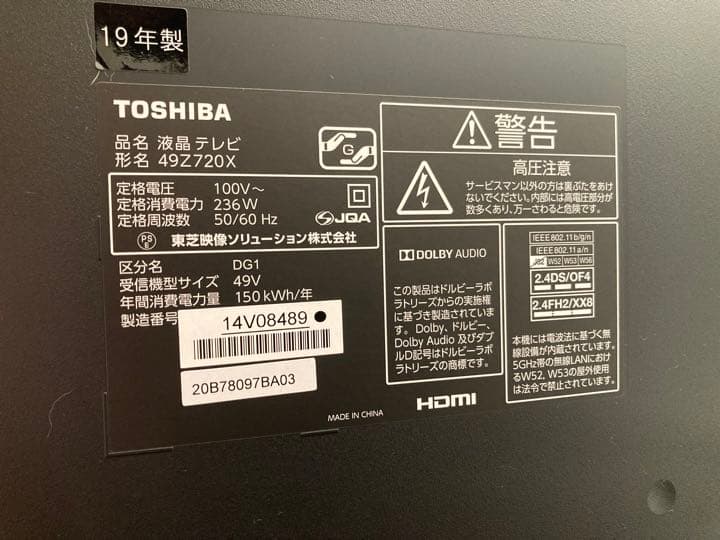 19年製
TOSHIBA
品名 液晶テレビ
形名 49Z720X
G
定格電圧 100V～
定格消費電力 236W
定格周波数 50/60 Hz
JQA
PS
E
東芝映像ソリューション株式会社
区分名 DG1
受信機型サイズ 49V
年間消費電力量 150kWh/年
製造番号
14V08489
20B78097BA03
MADE IN CHINA
警告
高圧注意
サービスマン以外の方は裏ぶたをあけ
ないでください。内部には高電圧部分が
数多くあり、万一さわると危険です。
DOLBY AUDIO
この製品はドルビーラボ
ラトリーズからの実施権
に基づき製造されていま
す。Dolby、ドルビー、
Dolby Audio 及びダブ
ルD記号はドルビーラボ
ラトリーズの商標です。
HDMI
IEEE802.11b/g/n
IEEE802.11a/n
W52 W53 W56
2.4DS/OF4
2.4FH2/XX8
本機には電波法に基づく無
線設備が内蔵されています。
5GHz帯の無線LANにおけ
るW52、W53の屋外使用
は法令で禁止されています。